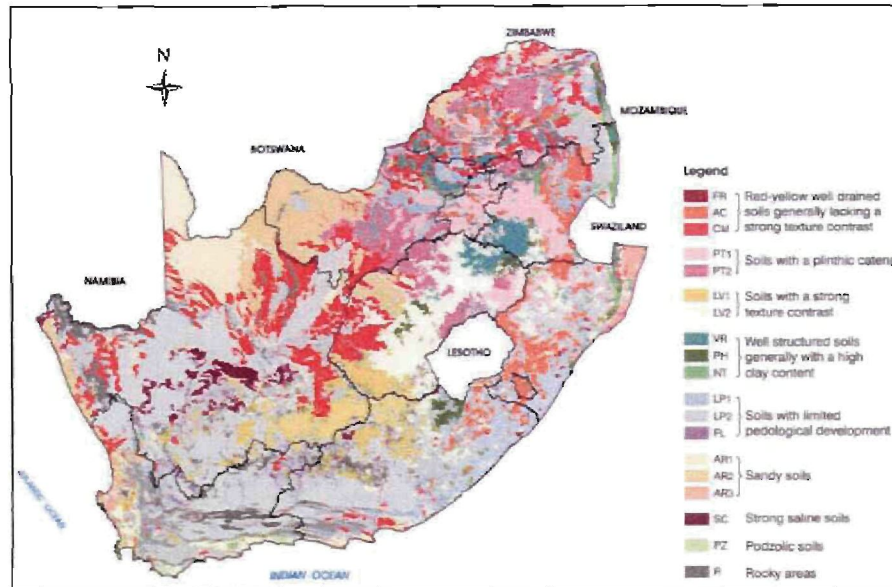 ZIMBABWE
N
MOZAMBIQUE
BOTSWANA
SWAZILAND
NAMIBIA
LESOTHO
ATLANTIC OCEAN
INDIAN OCEAN
Legend
FR
AC
CM
Red-yellow well drained
soils generally lacking a
strong texture contrast
PT1
PT2
Soils with a plinthic catena
LV1
LV2
Soils with a strong
texture contrast
VR
PH
NT
Well structured soils
generally with a high
clay content
LP1
LP2
FL
Soils with limited
pedological development
AR1
AR2
AR3
Sandy soils
SC Strong saline soils
PZ Podzolic soils
R Rocky areas